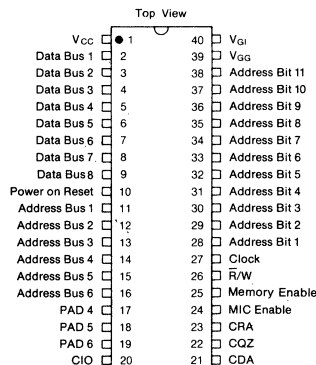 Top View
VCC 1 40 VGI
Data Bus 1 2 39 VGG
Data Bus 2 3 38 Address Bit 11
Data Bus 3 4 37 Address Bit 10
Data Bus 4 5 36 Address Bit 9
Data Bus 5 6 35 Address Bit 8
Data Bus 6 7 34 Address Bit 7
Data Bus 7 8 33 Address Bit 6
Data Bus 8 9 32 Address Bit 5
Power on Reset 10 31 Address Bit 4
Address Bus 1 11 30 Address Bit 3
Address Bus 2 12 29 Address Bit 2
Address Bus 3 13 28 Address Bit 1
Address Bus 4 14 27 Clock
Address Bus 5 15 26 R̅/W
Address Bus 6 16 25 Memory Enable
PAD 4 17 24 MIC Enable
PAD 5 18 23 CRA
PAD 6 19 22 CQZ
CIO 20 21 CDA